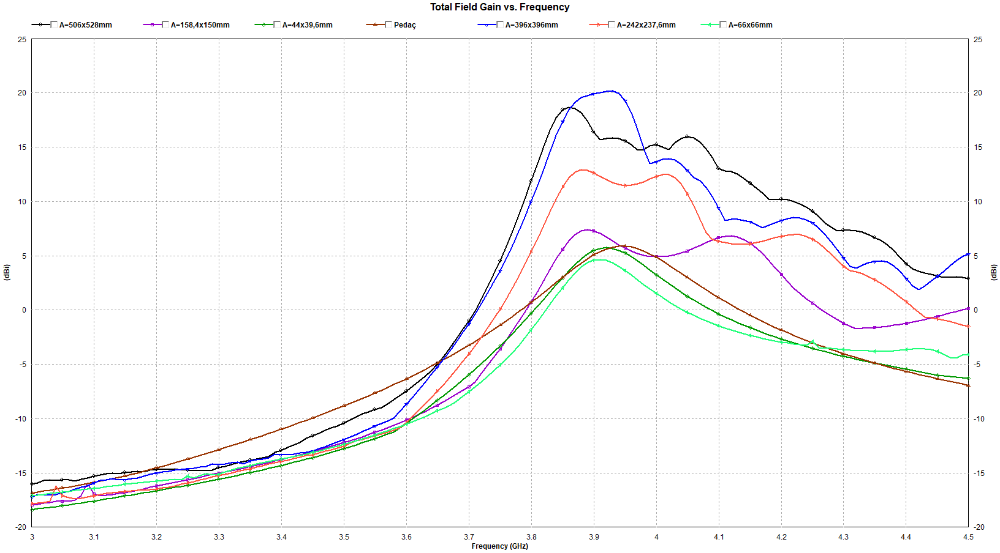 Total Field Gain vs. Frequency
A=506x528mm A=158,4x150mm A=44x39,6mm Pedaç A=396x396mm A=242x237,6mm A=66x66mm
25 25
20 20
15 15
10 10
5 5
0 0
-5 -5
-10 -10
-15 -15
-20 -20
(dBi) (dBi)
3 3.1 3.2 3.3 3.4 3.5 3.6 3.7 3.8 3.9 4 4.1 4.2 4.3 4.4 4.5
Frequency (GHz)